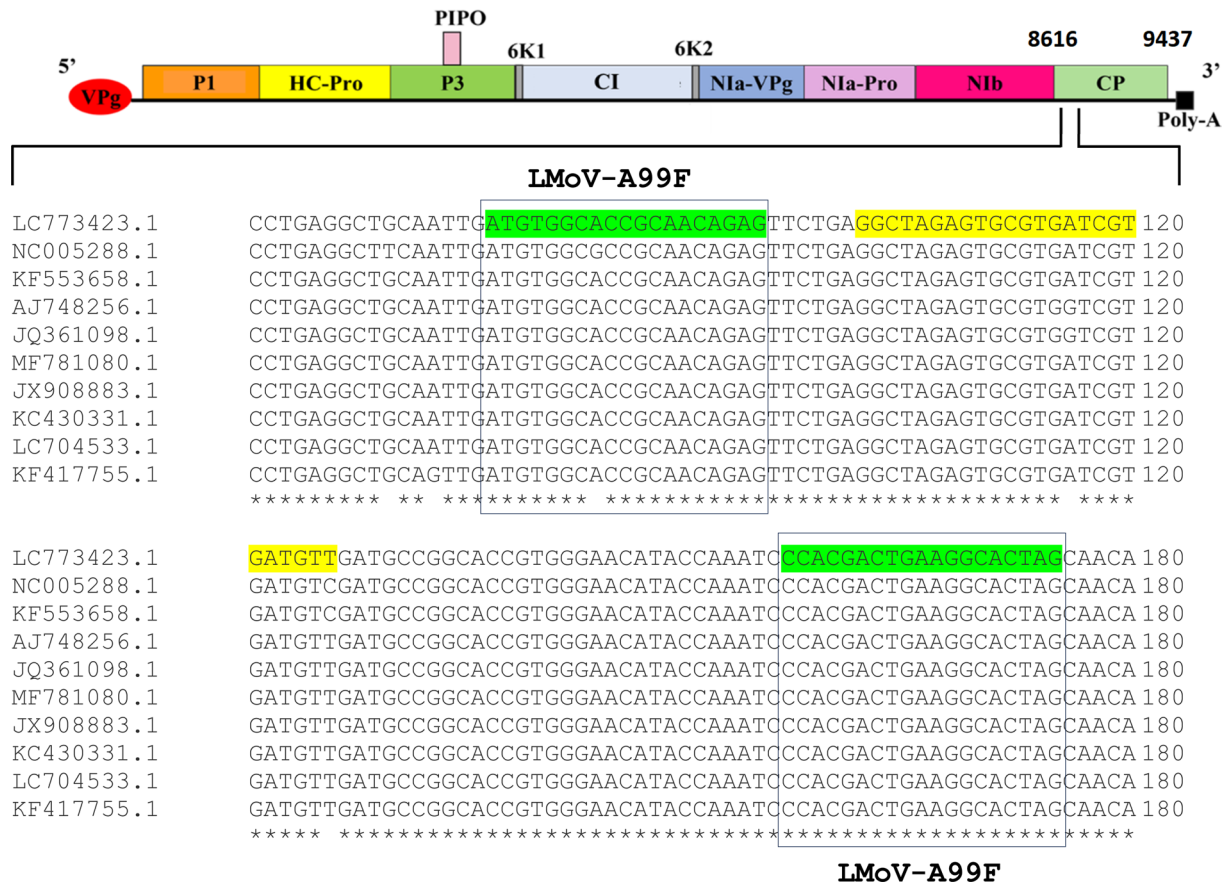 PIPO
8616 9437
5’ 6K1 6K2 3’
VPg P1 HC-Pro P3 CI NIa-VPg NIa-Pro NIb CP
Poly-A
LMoV-A99F
LC773423.1 CCTGAGGCTGCAATTGATGTGGCACCGCAACAGAGTTCTGAGGCTAGAGTGCGTGATCGT 120
NC005288.1 CCTGAGGCTTCAATTGATGTGGCGCCGCAACAGAGTTCTGAGGCTAGAGTGCGTGATCGT 120
KF553658.1 CCTGAGGCTGCAATTGATGTGGCACCGCAACAGAGTTCTGAGGCTAGAGTGCGTGATCGT 120
AJ748256.1 CCTGAGGCTGCAATTGATGTGGCACCGCAACAGAGTTCTGAGGCTAGAGTGCGTGGTCGT 120
JQ361098.1 CCTGAGGCTGCAATTGATGTGGCACCGCAACAGAGTTCTGAGGCTAGAGTGCGTGGTCGT 120
MF781080.1 CCTGAGGCTGCAATTGATGTGGCACCGCAACAGAGTTCTGAGGCTAGAGTGCGTGATCGT 120
JX908883.1 CCTGAGGCTGCAATTGATGTGGCACCGCAACAGAGTTCTGAGGCTAGAGTGCGTGATCGT 120
KC430331.1 CCTGAGGCTGCAATTGATGTGGCACCGCAACAGAGTTCTGAGGCTAGAGTGCGTGATCGT 120
LC704533.1 CCTGAGGCTGCAATTGATGTGGCACCGCAACAGAGTTCTGAGGCTAGAGTGCGTGATCGT 120
KF417755.1 CCTGAGGCTGCAGTTGATGTGGCACCGCAACAGAGTTCTGAGGCTAGAGTGCGTGATCGT 120
********* ** ********** ******************************* ****
LC773423.1 GATGTTGATGCCGGCACCGTGGGAACATACCAAATCCCACGACTGAAGGCACTAGCAACA 180
NC005288.1 GATGTCGATGCCGGCACCGTGGGAACATACCAAATCCCACGACTGAAGGCACTAGCAACA 180
KF553658.1 GATGTCGATGCCGGCACCGTGGGAACATACCAAATCCCACGACTGAAGGCACTAGCAACA 180
AJ748256.1 GATGTTGATGCCGGCACCGTGGGAACATACCAAATCCCACGACTGAAGGCACTAGCAACA 180
JQ361098.1 GATGTTGATGCCGGCACCGTGGGAACATACCAAATCCCACGACTGAAGGCACTAGCAACA 180
MF781080.1 GATGTTGATGCCGGCACCGTGGGAACATACCAAATCCCACGACTGAAGGCACTAGCAACA 180
JX908883.1 GATGTTGATGCCGGCACCGTGGGAACATACCAAATCCCACGACTGAAGGCACTAGCAACA 180
KC430331.1 GATGTTGATGCCGGCACCGTGGGAACATACCAAATCCCACGACTGAAGGCACTAGCAACA 180
LC704533.1 GATGTTGATGCCGGCACCGTGGGAACATACCAAATCCCACGACTGAAGGCACTAGCAACA 180
KF417755.1 GATGTTGATGCCGGCACCGTGGGAACATACCAAATCCCACGACTGAAGGCACTAGCAACA 180
***** ******************************************************
LMoV-A99F